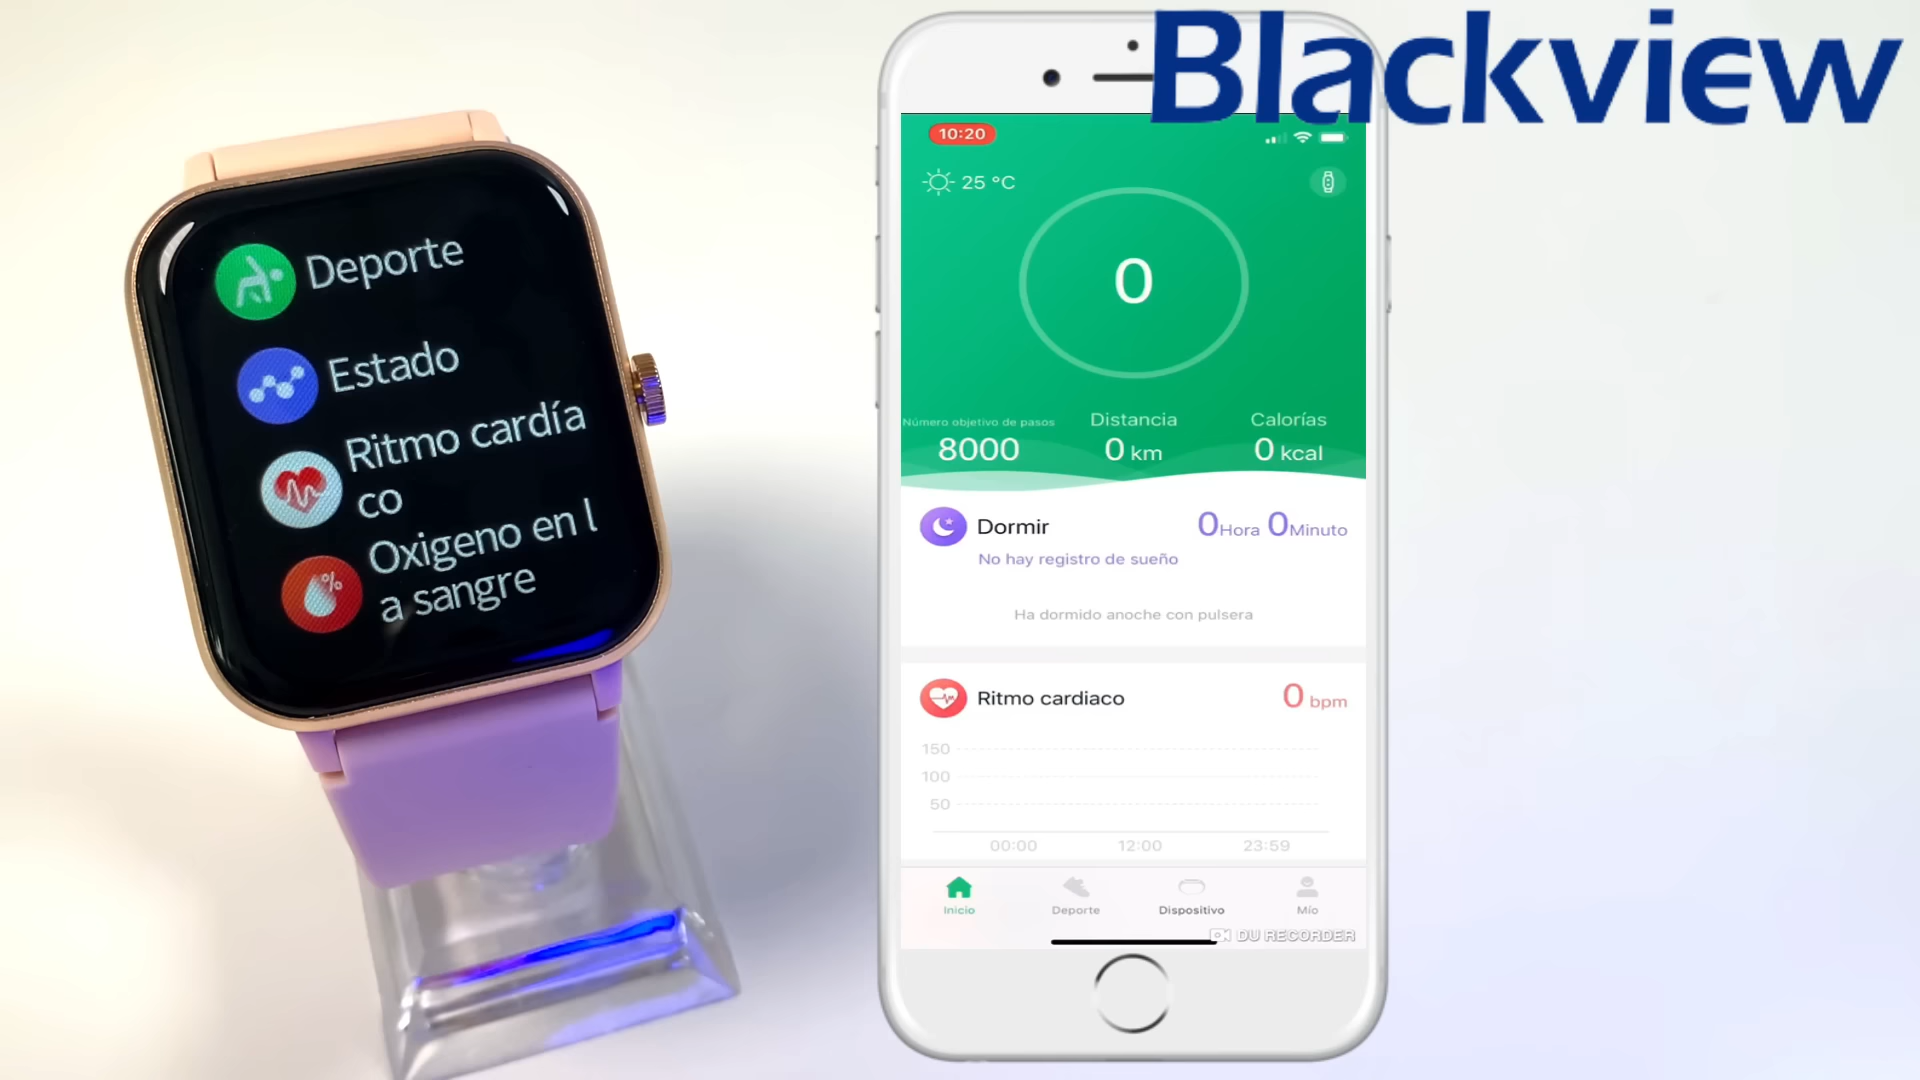 Blackview
Deporte
Estado
Ritmo cardía
co
Oxigeno en l
a sangre
10:20
25 °C
0
Número objetivo de pasos
8000
Distancia
0 km
Calorías
0 kcal
Dormir
0Hora 0Minuto
No hay registro de sueño
Ha dormido anoche con pulsera
Ritmo cardiaco
0 bpm
150
100
50
00:00 12:00 23:59
Inicio Deporte Dispositivo Mío
DU RECORDER